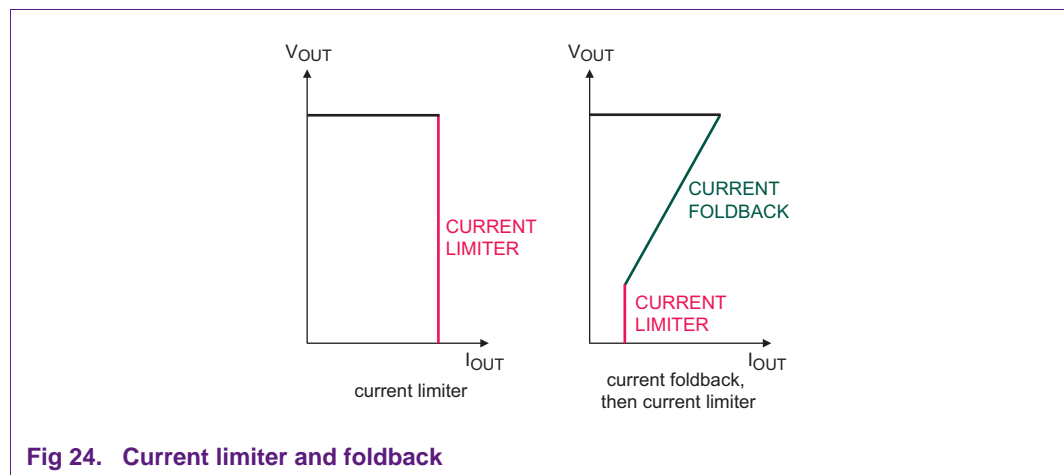 VOUT
CURRENT
LIMITER
IOUT
current limiter
VOUT
CURRENT
FOLDBACK
CURRENT
LIMITER
IOUT
current foldback,
then current limiter
Fig 24. Current limiter and foldback